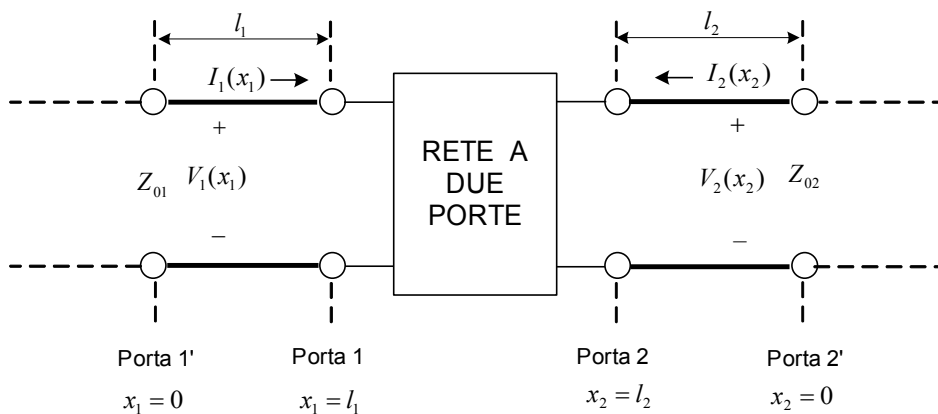 l₁ l₂
I₁(x₁) I₂(x₂)
+ +
RETE A
DUE
PORTE
Z₀₁ V₁(x₁) V₂(x₂) Z₀₂
− −
Porta 1' Porta 1 Porta 2 Porta 2'
x₁ = 0 x₁ = l₁ x₂ = l₂ x₂ = 0